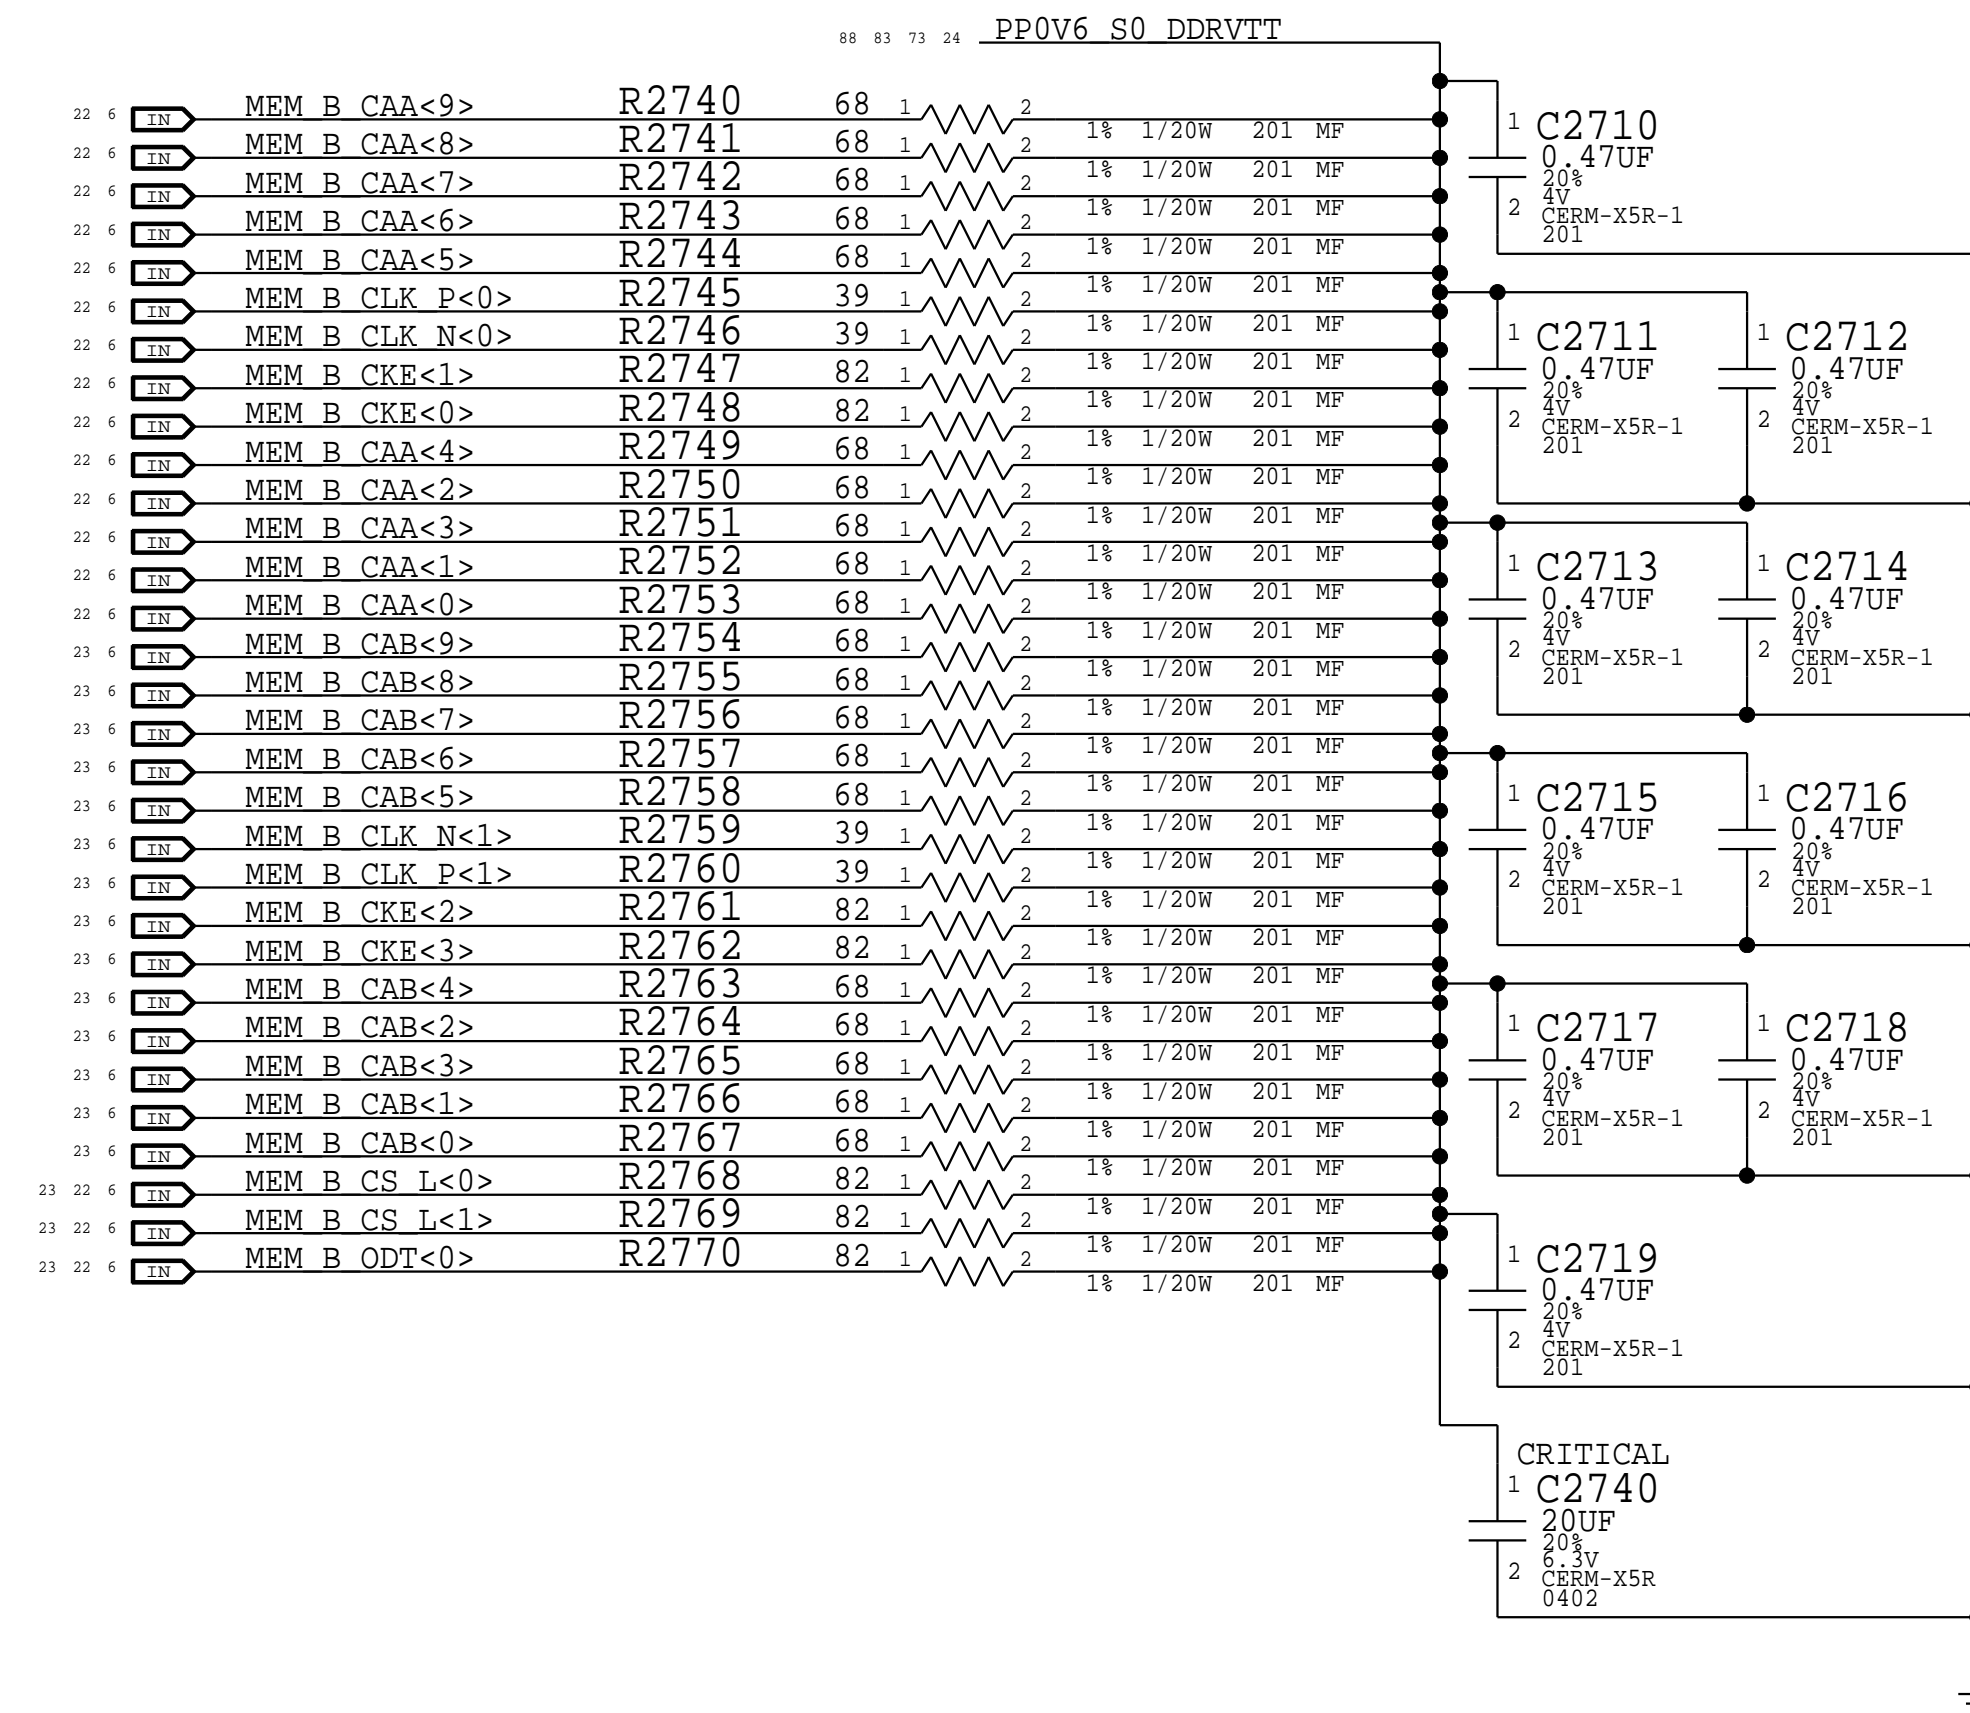 88 83 73 24 PP0V6_S0_DDRVTT
22 6 IN MEM_B_CAA<9> R2740 68 1 2 1% 1/20W 201 MF
22 6 IN MEM_B_CAA<8> R2741 68 1 2 1% 1/20W 201 MF
22 6 IN MEM_B_CAA<7> R2742 68 1 2 1% 1/20W 201 MF
22 6 IN MEM_B_CAA<6> R2743 68 1 2 1% 1/20W 201 MF
22 6 IN MEM_B_CAA<5> R2744 68 1 2 1% 1/20W 201 MF
22 6 IN MEM_B_CLK_P<0> R2745 39 1 2 1% 1/20W 201 MF
22 6 IN MEM_B_CLK_N<0> R2746 39 1 2 1% 1/20W 201 MF
22 6 IN MEM_B_CKE<1> R2747 82 1 2 1% 1/20W 201 MF
22 6 IN MEM_B_CKE<0> R2748 82 1 2 1% 1/20W 201 MF
22 6 IN MEM_B_CAA<4> R2749 68 1 2 1% 1/20W 201 MF
22 6 IN MEM_B_CAA<2> R2750 68 1 2 1% 1/20W 201 MF
22 6 IN MEM_B_CAA<3> R2751 68 1 2 1% 1/20W 201 MF
22 6 IN MEM_B_CAA<1> R2752 68 1 2 1% 1/20W 201 MF
22 6 IN MEM_B_CAA<0> R2753 68 1 2 1% 1/20W 201 MF
23 6 IN MEM_B_CAB<9> R2754 68 1 2 1% 1/20W 201 MF
23 6 IN MEM_B_CAB<8> R2755 68 1 2 1% 1/20W 201 MF
23 6 IN MEM_B_CAB<7> R2756 68 1 2 1% 1/20W 201 MF
23 6 IN MEM_B_CAB<6> R2757 68 1 2 1% 1/20W 201 MF
23 6 IN MEM_B_CAB<5> R2758 68 1 2 1% 1/20W 201 MF
23 6 IN MEM_B_CLK_N<1> R2759 39 1 2 1% 1/20W 201 MF
23 6 IN MEM_B_CLK_P<1> R2760 39 1 2 1% 1/20W 201 MF
23 6 IN MEM_B_CKE<2> R2761 82 1 2 1% 1/20W 201 MF
23 6 IN MEM_B_CKE<3> R2762 82 1 2 1% 1/20W 201 MF
23 6 IN MEM_B_CAB<4> R2763 68 1 2 1% 1/20W 201 MF
23 6 IN MEM_B_CAB<2> R2764 68 1 2 1% 1/20W 201 MF
23 6 IN MEM_B_CAB<3> R2765 68 1 2 1% 1/20W 201 MF
23 6 IN MEM_B_CAB<1> R2766 68 1 2 1% 1/20W 201 MF
23 6 IN MEM_B_CAB<0> R2767 68 1 2 1% 1/20W 201 MF
23 22 6 IN MEM_B_CS_L<0> R2768 82 1 2 1% 1/20W 201 MF
23 22 6 IN MEM_B_CS_L<1> R2769 82 1 2 1% 1/20W 201 MF
23 22 6 IN MEM_B_ODT<0> R2770 82 1 2 1% 1/20W 201 MF
1 C2710
0.47UF
20%
4V
2 CERM-X5R-1
201
1 C2711
0.47UF
20%
4V
2 CERM-X5R-1
201
1 C2712
0.47UF
20%
4V
2 CERM-X5R-1
201
1 C2713
0.47UF
20%
4V
2 CERM-X5R-1
201
1 C2714
0.47UF
20%
4V
2 CERM-X5R-1
201
1 C2715
0.47UF
20%
4V
2 CERM-X5R-1
201
1 C2716
0.47UF
20%
4V
2 CERM-X5R-1
201
1 C2717
0.47UF
20%
4V
2 CERM-X5R-1
201
1 C2718
0.47UF
20%
4V
2 CERM-X5R-1
201
1 C2719
0.47UF
20%
4V
2 CERM-X5R-1
201
CRITICAL
1 C2740
20UF
20%
6.3V
2 CERM-X5R
0402